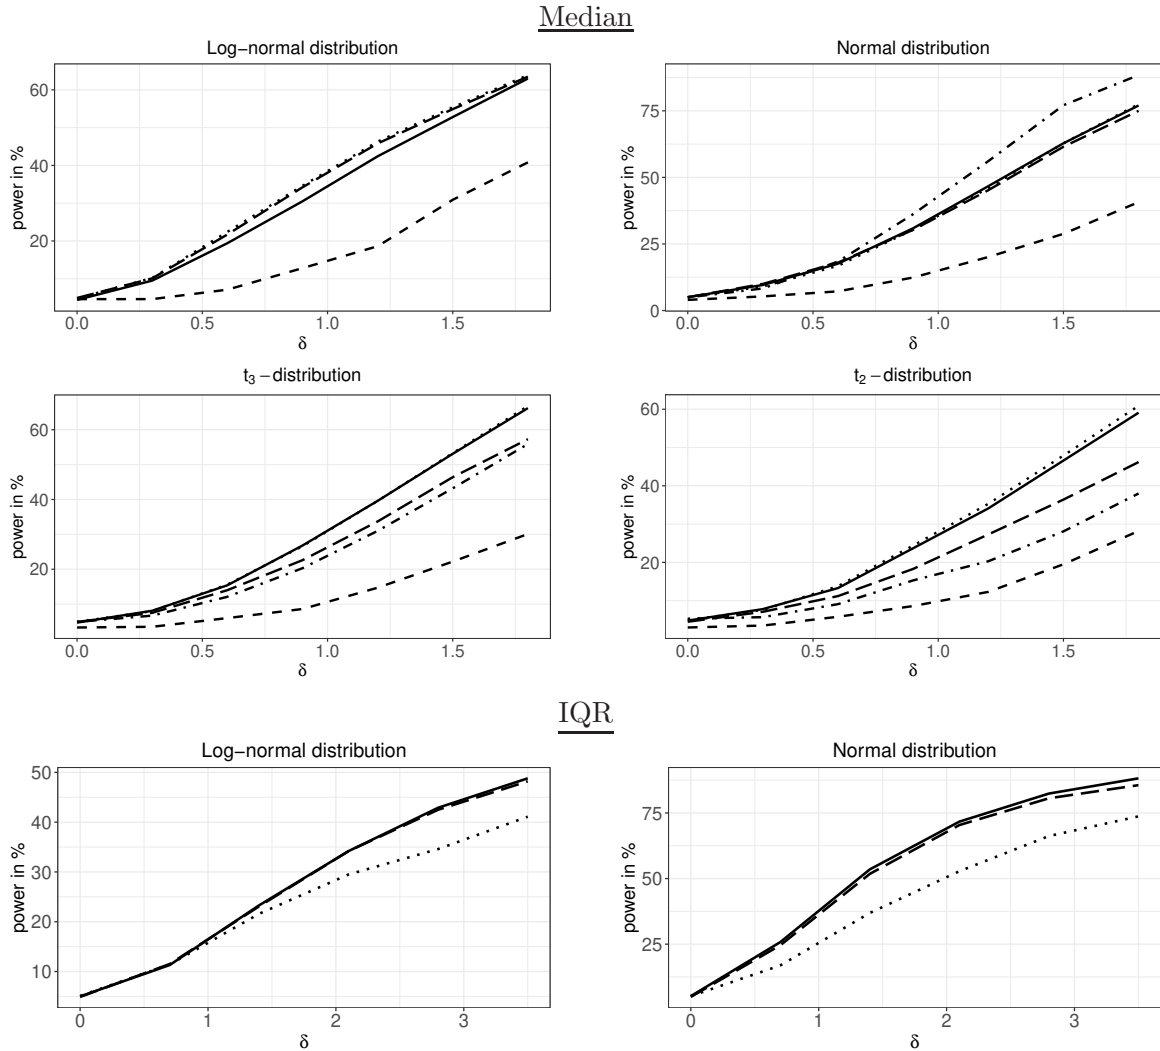 Median
Log−normal distribution
Normal distribution
power in %
60
40
20
0.0 0.5 1.0 1.5
δ
power in %
75
50
25
0
0.0 0.5 1.0 1.5
δ
t3 −distribution
t2 −distribution
power in %
60
40
20
0.0 0.5 1.0 1.5
δ
power in %
60
40
20
0.0 0.5 1.0 1.5
δ
IQR
Log−normal distribution
Normal distribution
power in %
50
40
30
20
10
0 1 2 3
δ
power in %
75
50
25
0 1 2 3
δ